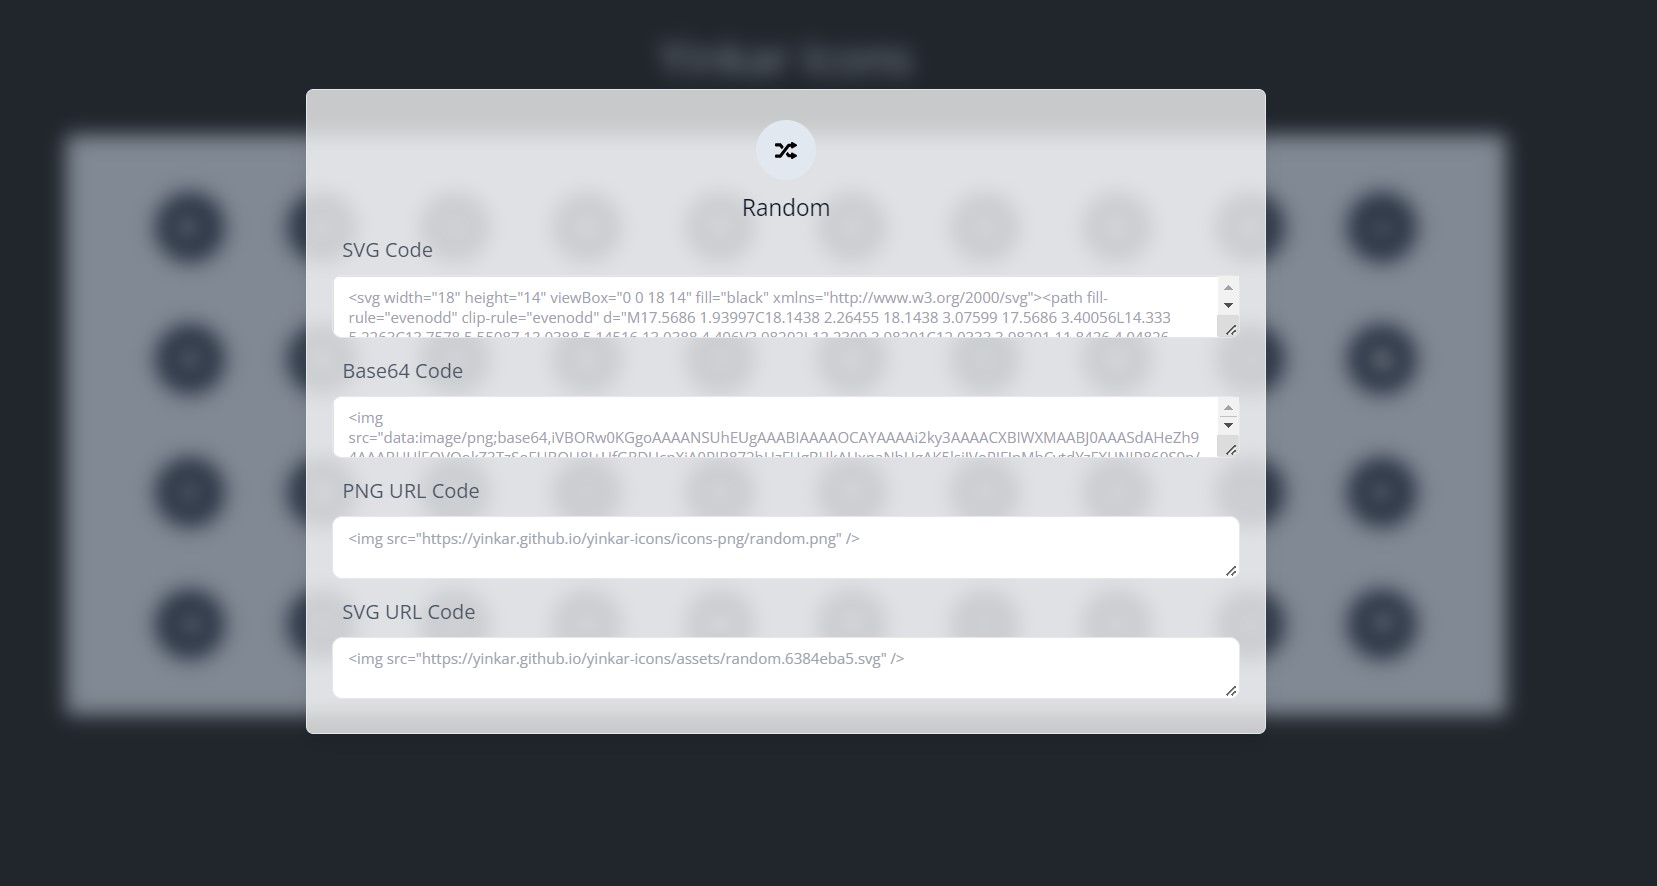 Yinkar Icons
Random
SVG Code
<svg width="18" height="14" viewBox="0 0 18 14" fill="black" xmlns="http://www.w3.org/2000/svg"><path fill-
rule="evenodd" clip-rule="evenodd" d="M17.5686 1.93997C18.1438 2.26455 18.1438 3.07599 17.5686 3.40056L14.333
Base64 Code
<img
src="data:image/png;base64,iVBORw0KGgoAAAANSUhEUgAAABIAAAAOCAYAAAAi2ky3AAAACXBIWXMAABJ0AAASdAHeZh9
PNG URL Code
<img src="https://yinkar.github.io/yinkar-icons/icons-png/random.png" />
SVG URL Code
<img src="https://yinkar.github.io/yinkar-icons/assets/random.6384eba5.svg" />